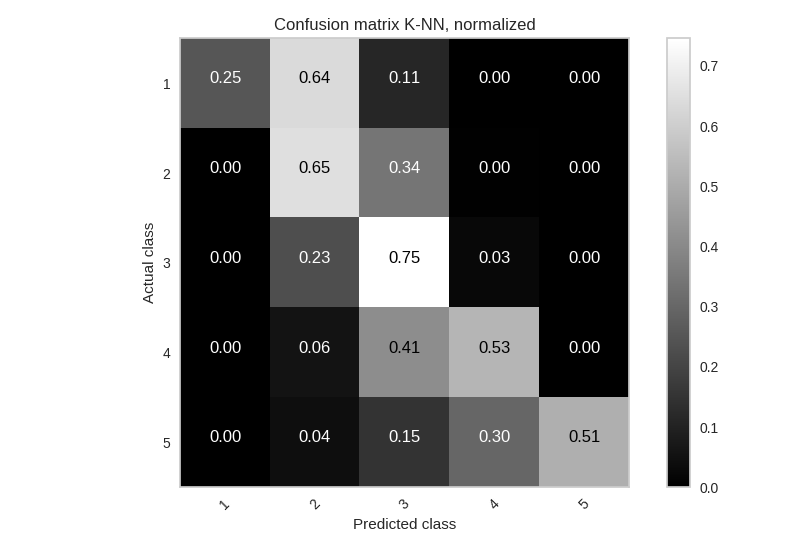 Confusion matrix K-NN, normalized
Actual class
1 0.25 0.64 0.11 0.00 0.00
2 0.00 0.65 0.34 0.00 0.00
3 0.00 0.23 0.75 0.03 0.00
4 0.00 0.06 0.41 0.53 0.00
5 0.00 0.04 0.15 0.30 0.51
1 2 3 4 5
Predicted class
0.7
0.6
0.5
0.4
0.3
0.2
0.1
0.0